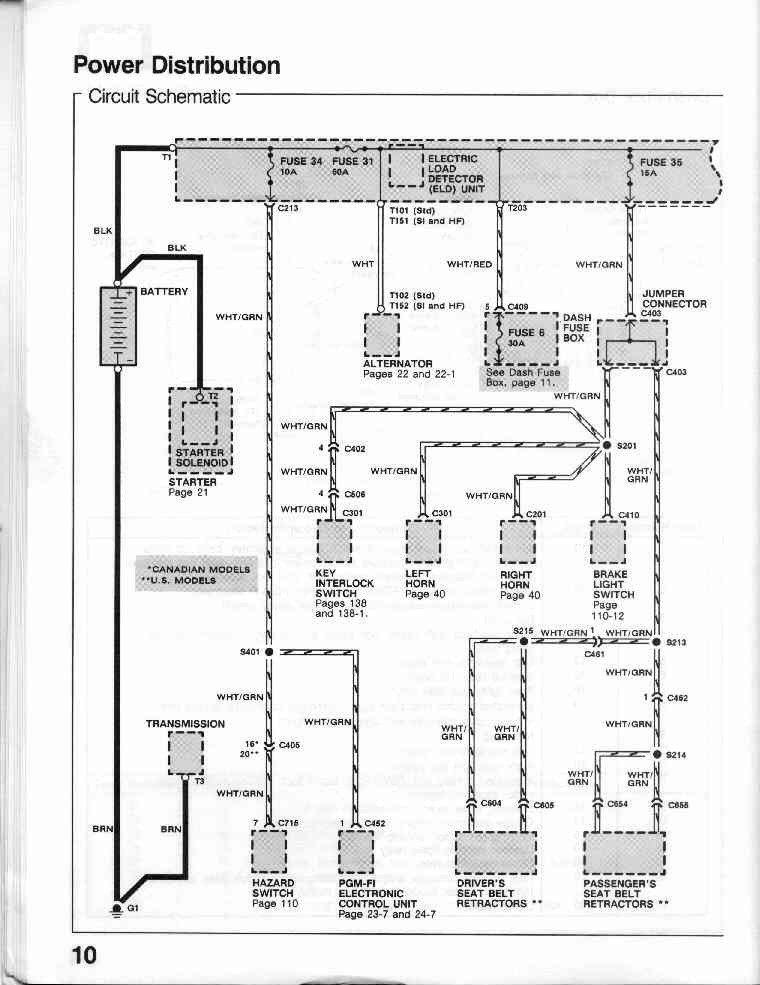 Power Distribution
Circuit Schematic
T1
FUSE 34
10A
FUSE 31
50A
ELECTRIC
LOAD
DETECTOR
(ELD) UNIT
FUSE 35
15A
C213
T101 (Std)
T151 (SI and HF)
T203
BLK
BLK
WHT
WHT/RED
WHT/GRN
BATTERY
+
-
WHT/GRN
T102 (Std)
T152 (SI and HF)
5
C409
FUSE 6
30A
DASH
FUSE
BOX
JUMPER
CONNECTOR
C403
ALTERNATOR
Pages 22 and 22-1
See Dash Fuse
Box, page 11.
C403
WHT/GRN
T2
STARTER
SOLENOID
STARTER
Page 21
WHT/GRN
4
C402
S201
WHT/GRN
WHT/GRN
WHT/
GRN
4
C506
WHT/GRN
WHT/GRN
C301
C301
C201
C410
*CANADIAN MODELS
**U.S. MODELS
KEY
INTERLOCK
SWITCH
Pages 138
and 138-1.
LEFT
HORN
Page 40
RIGHT
HORN
Page 40
BRAKE
LIGHT
SWITCH
Page
110-12
S215
WHT/GRN
1
WHT/GRN
S213
C461
S401
WHT/GRN
WHT/GRN
1
C462
TRANSMISSION
WHT/GRN
WHT/
GRN
WHT/
GRN
WHT/GRN
16*
20**
C405
S214
T3
WHT/GRN
WHT/
GRN
WHT/
GRN
C604
C605
C654
C655
BRN
BRN
7
C715
1
C452
HAZARD
SWITCH
Page 110
PGM-FI
ELECTRONIC
CONTROL UNIT
Page 23-7 and 24-7
DRIVER'S
SEAT BELT
RETRACTORS **
PASSENGER'S
SEAT BELT
RETRACTORS **
G1
10